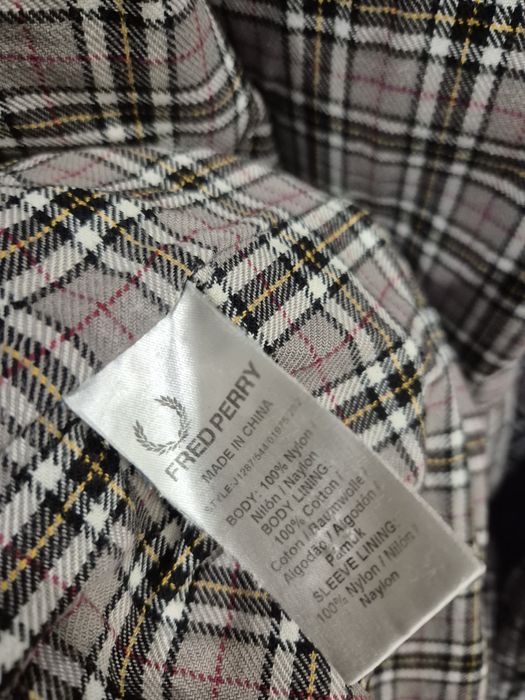 FRED PERRY
MADE IN CHINA
BODY: 100% Nylon /
Nilón / Naylon
BODY LINING:
100% Cotton /
Coton / Baumwolle
Algodão / Algodón /
Pamuk
SLEEVE LINING:
100% Nylon / Nilón /
Naylon